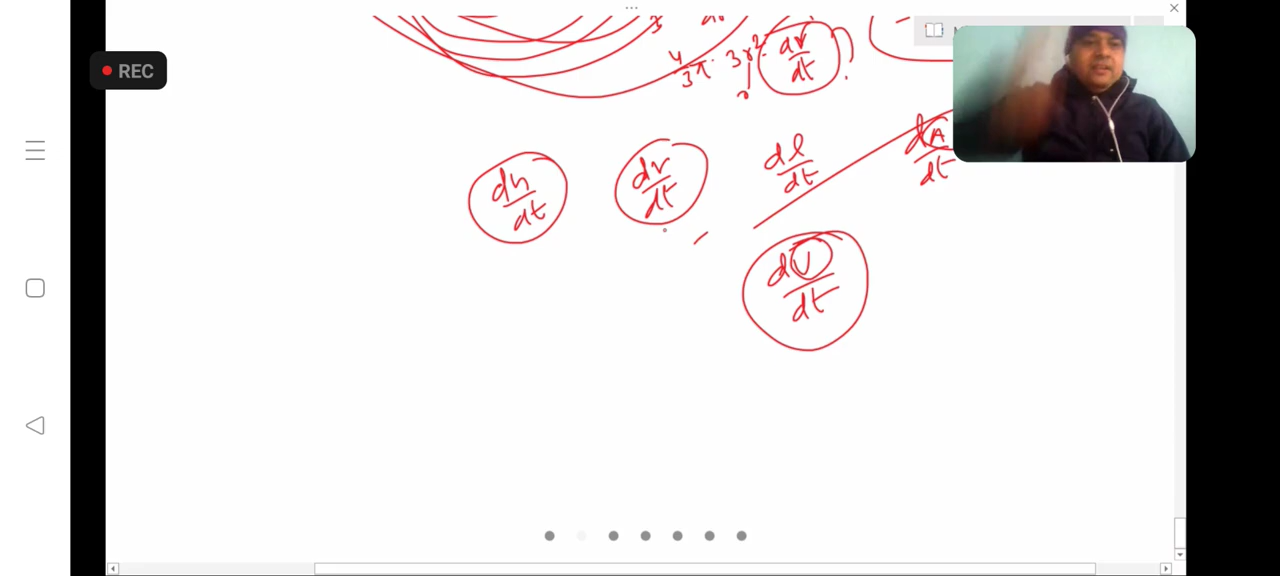 REC
4/3 π · 3r² · dr/dt ) ?
dh/dt dr/dt dl/dt dA/dt
dV/dt